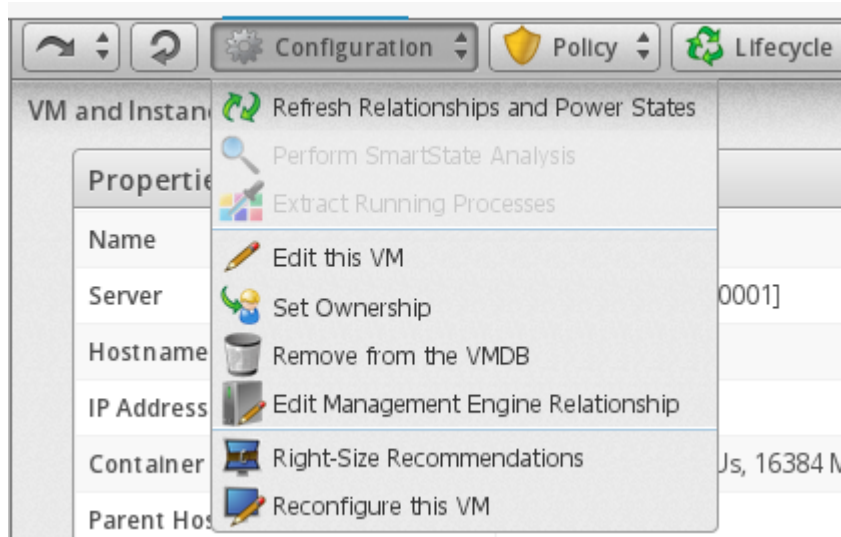 Configuration Policy Lifecycle
VM and Instan
Refresh Relationships and Power States
Perform SmartState Analysis
Propertie
Extract Running Processes
Name
Edit this VM
Server
0001]
Set Ownership
Hostname
Remove from the VMDB
IP Address
Edit Management Engine Relationship
Container
Right-Size Recommendations
Us, 16384 M
Parent Hos
Reconfigure this VM